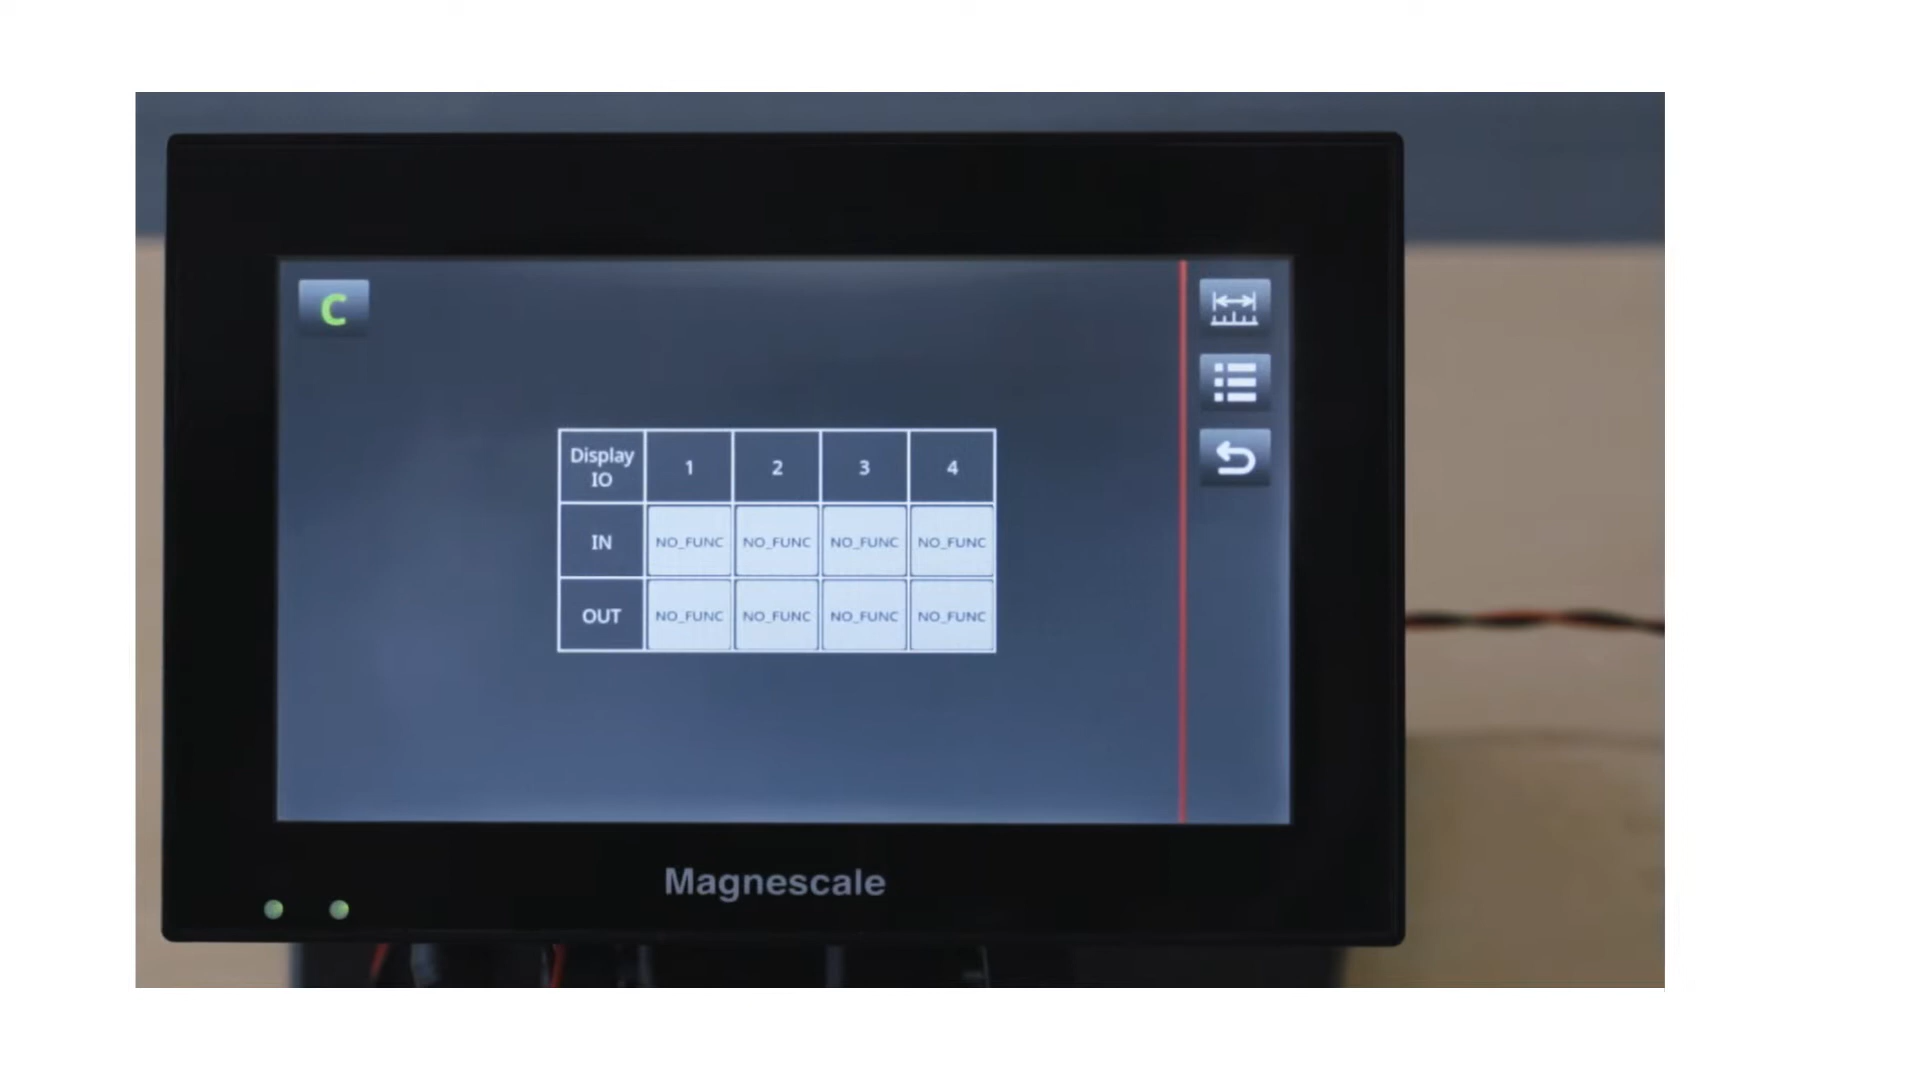 C
Display
IO
1 2 3 4
IN NO_FUNC NO_FUNC NO_FUNC NO_FUNC
OUT NO_FUNC NO_FUNC NO_FUNC NO_FUNC
Magnescale